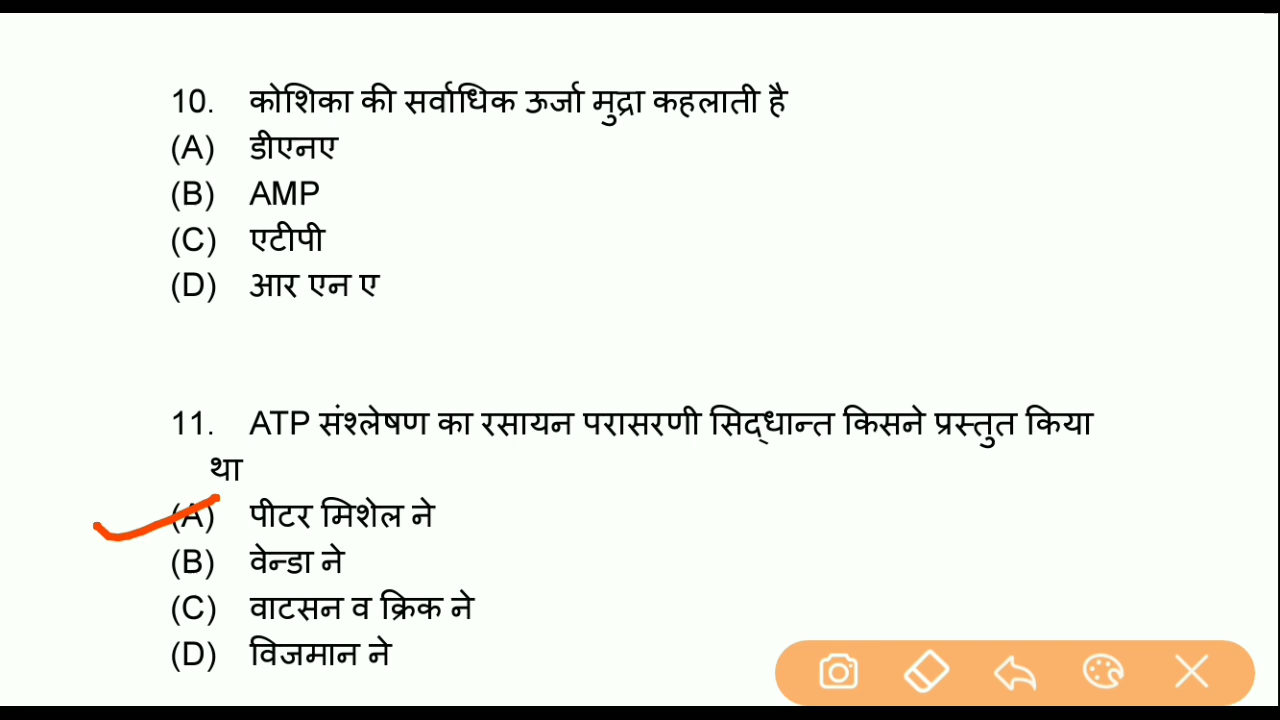 10. कोशिका की सर्वाधिक ऊर्जा मुद्रा कहलाती है
(A) डीएनए
(B) AMP
(C) एटीपी
(D) आर एन ए
11. ATP संश्लेषण का रसायन परासरणी सिद्धान्त किसने प्रस्तुत किया
था
(A) पीटर मिशेल ने
(B) वेन्डा ने
(C) वाटसन व क्रिक ने
(D) विजमान ने